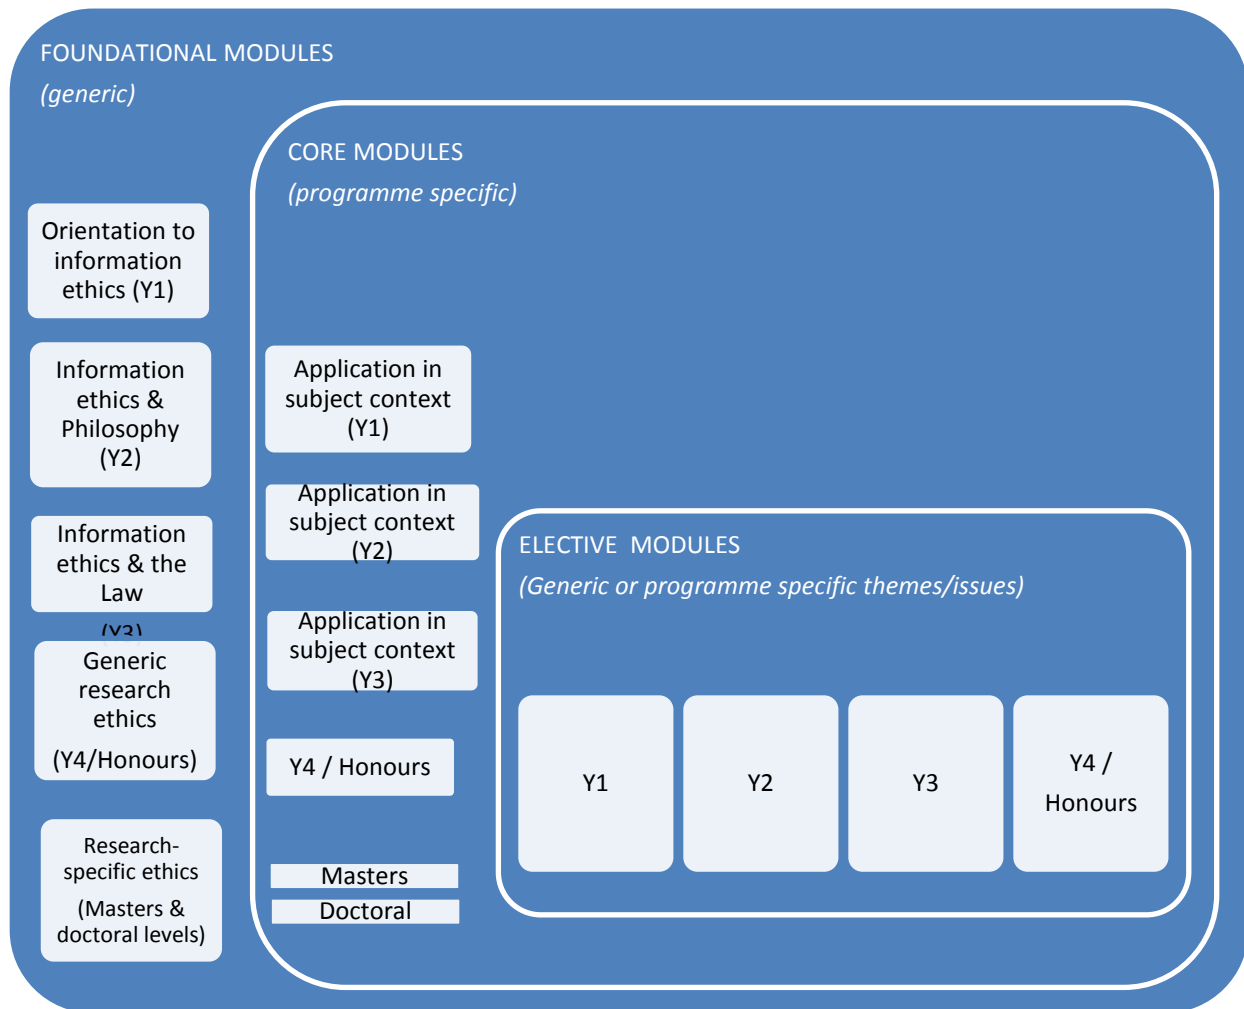 FOUNDATIONAL MODULES
(generic)
Orientation to
information
ethics (Y1)
Information
ethics &
Philosophy
(Y2)
Information
ethics & the
Law
(Y3)
Generic
research
ethics
(Y4/Honours)
Research-
specific ethics
(Masters &
doctoral levels)
CORE MODULES
(programme specific)
Application in
subject context
(Y1)
Application in
subject context
(Y2)
Application in
subject context
(Y3)
Y4 / Honours
Masters
Doctoral
ELECTIVE  MODULES
(Generic or programme specific themes/issues)
Y1
Y2
Y3
Y4 /
Honours